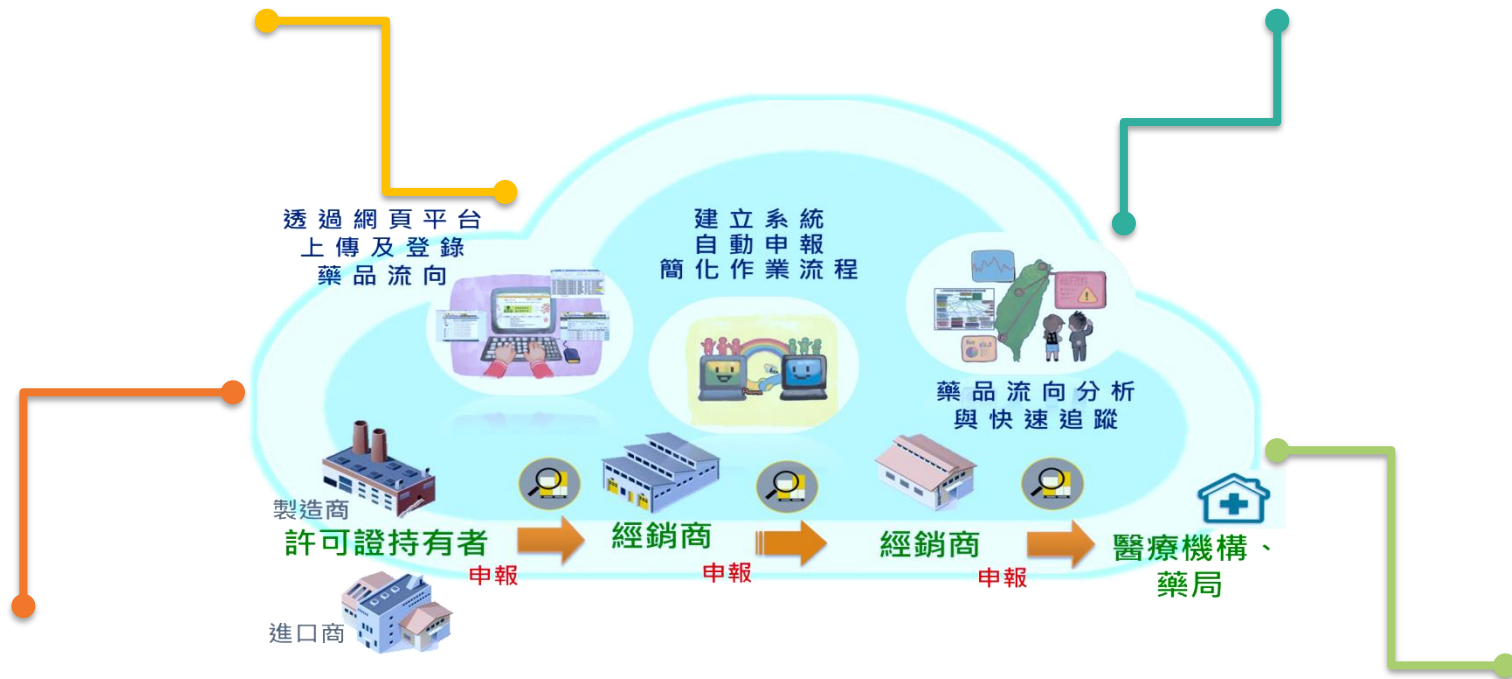 透過網頁平台
上傳及登錄
藥品流向
建立系統
自動申報
簡化作業流程
藥品流向分析
與快速追蹤
製造商
許可證持有者
進口商
申報
經銷商
申報
經銷商
申報
醫療機構、
藥局